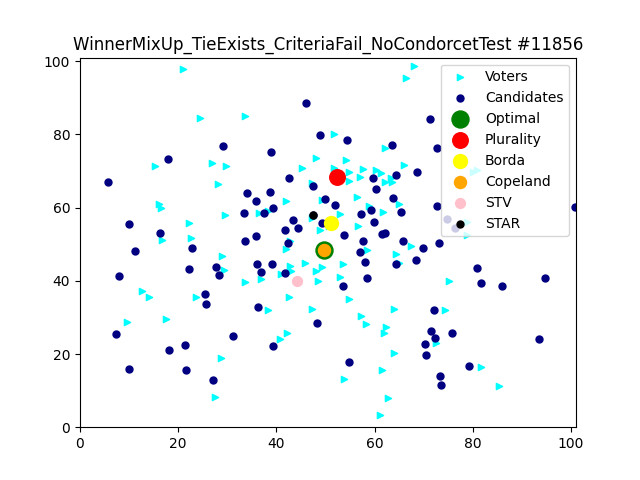 WinnerMixUp_TieExists_CriteriaFail_NoCondorcetTest #11856
100
80
60
40
20
0
0
20
40
60
80
100
Voters
Candidates
Optimal
Plurality
Borda
Copeland
STV
STAR